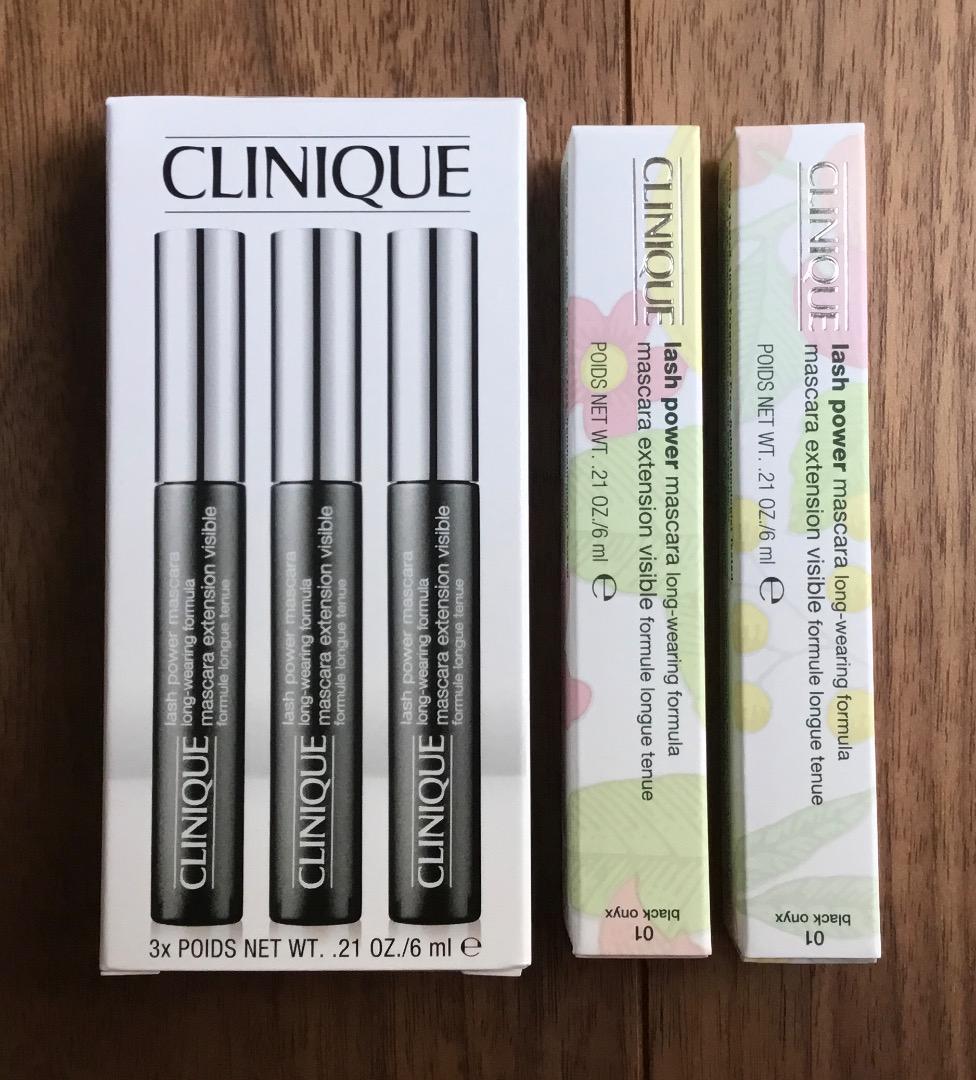 CLINIQUE
lash power mascara
long-wearing formula
mascara extension visible
formule longue tenue
CLINIQUE
lash power mascara
long-wearing formula
mascara extension visible
formule longue tenue
CLINIQUE
lash power mascara
long-wearing formula
mascara extension visible
formule longue tenue
CLINIQUE
3x POIDS NET WT. .21 OZ./6 ml ℮
CLINIQUE
lash power mascara long-wearing formula
mascara extension visible formule longue tenue
POIDS NET WT. .21 OZ./6 ml ℮
01
black onyx
CLINIQUE
lash power mascara long-wearing formula
mascara extension visible formule longue tenue
POIDS NET WT. .21 OZ./6 ml ℮
01
black onyx